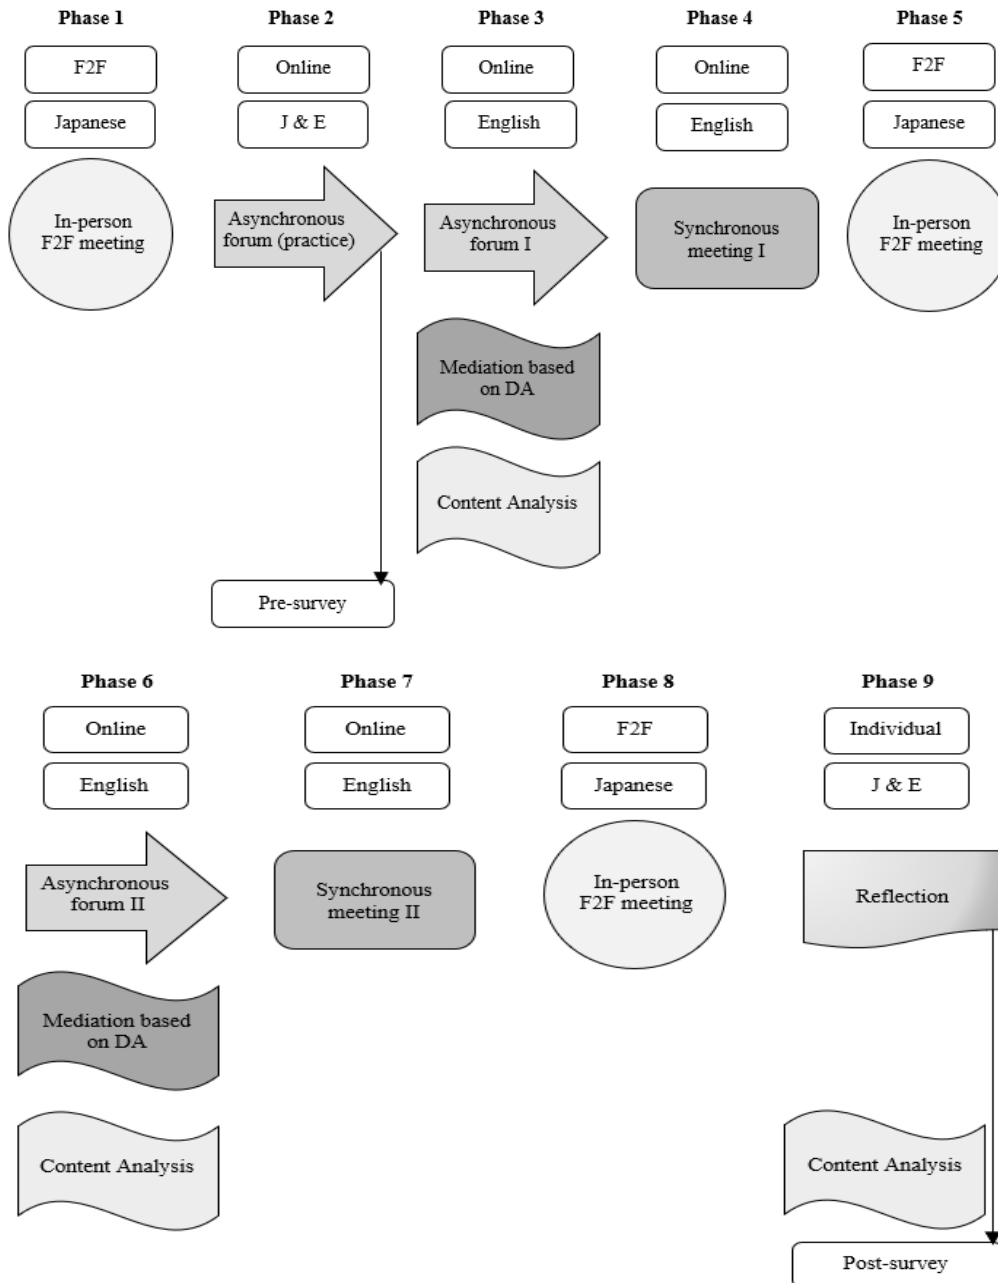 Phase 1
Phase 2
Phase 3
Phase 4
Phase 5
F2F
Online
Online
Online
F2F
Japanese
J & E
English
English
Japanese
In-person
F2F meeting
Asynchronous
forum (practice)
Asynchronous
forum I
Synchronous
meeting I
In-person
F2F meeting
Mediation based
on DA
Content Analysis
Pre-survey
Phase 6
Phase 7
Phase 8
Phase 9
Online
Online
F2F
Individual
English
English
Japanese
J & E
Asynchronous
forum II
Synchronous
meeting II
In-person
F2F meeting
Reflection
Mediation based
on DA
Content Analysis
Content Analysis
Post-survey